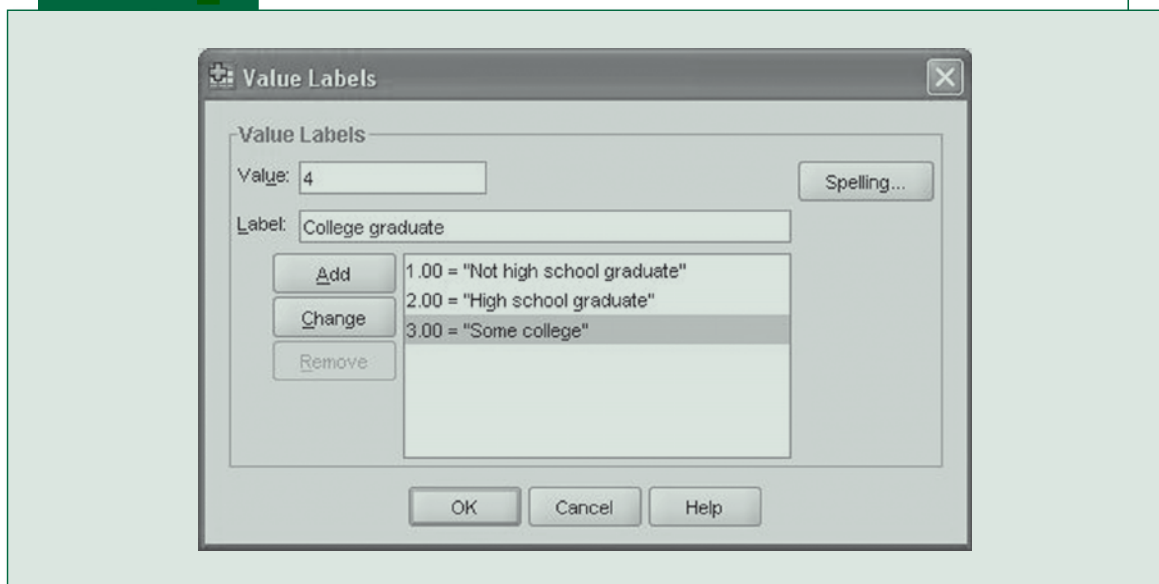 Value Labels
Value Labels
Value: 4
Spelling...
Label: College graduate
Add
Change
Remove
1.00 = "Not high school graduate"
2.00 = "High school graduate"
3.00 = "Some college"
OK Cancel Help